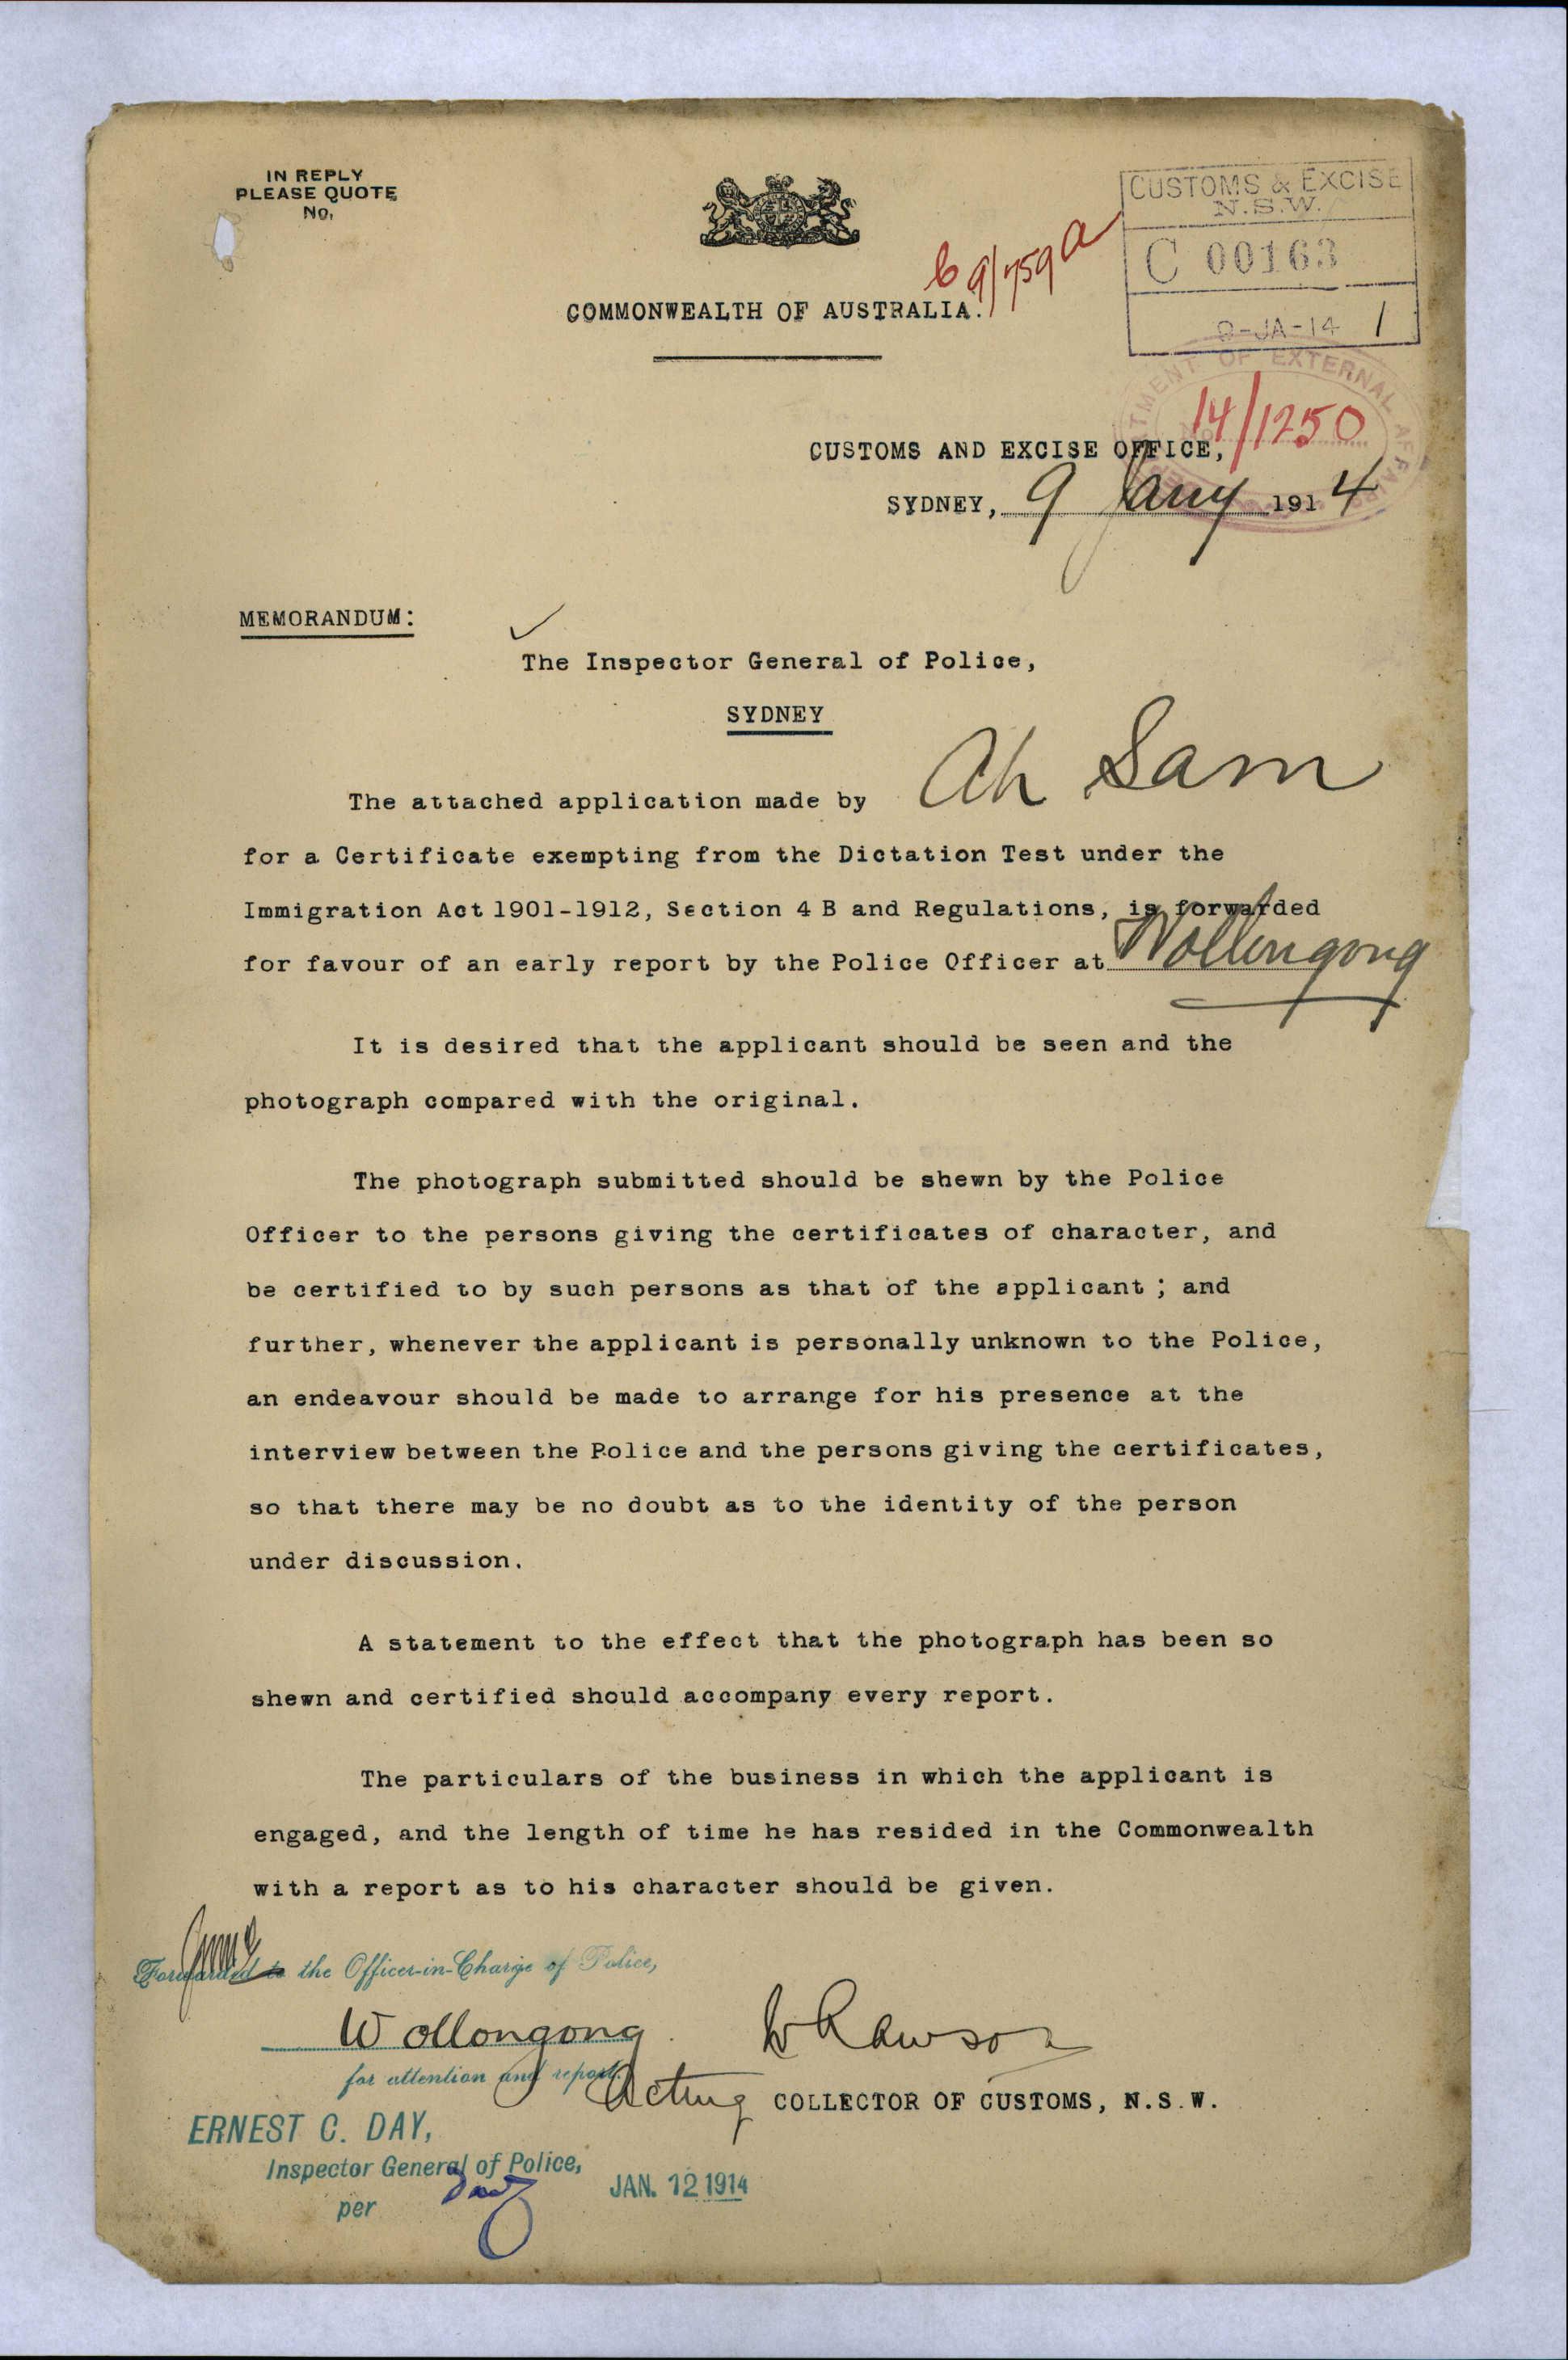 IN REPLY
PLEASE QUOTE
No.
CUSTOMS & EXCISE
N.S.W.
C 00163
9-JA-14 1
COMMONWEALTH OF AUSTRALIA.
OF EXTERNAL AFFAIRS
14/1250
CUSTOMS AND EXCISE OFFICE,
SYDNEY, 9 Jany 1914
MEMORANDUM:
The Inspector General of Police,
SYDNEY
The attached application made by Ah Sam
for a Certificate exempting from the Dictation Test under the
Immigration Act 1901-1912, Section 4 B and Regulations, is forwarded
for favour of an early report by the Police Officer at Wollongong
It is desired that the applicant should be seen and the
photograph compared with the original.
The photograph submitted should be shewn by the Police
Officer to the persons giving the certificates of character, and
be certified to by such persons as that of the applicant; and
further, whenever the applicant is personally unknown to the Police,
an endeavour should be made to arrange for his presence at the
interview between the Police and the persons giving the certificates,
so that there may be no doubt as to the identity of the person
under discussion.
A statement to the effect that the photograph has been so
shewn and certified should accompany every report.
The particulars of the business in which the applicant is
engaged, and the length of time he has resided in the Commonwealth
with a report as to his character should be given.
Forwarded to the Officer-in-Charge of Police,
Wollongong
for attention and report.
Acting COLLECTOR OF CUSTOMS, N.S.W.
ERNEST C. DAY,
Inspector General of Police,
per
JAN. 12 1914